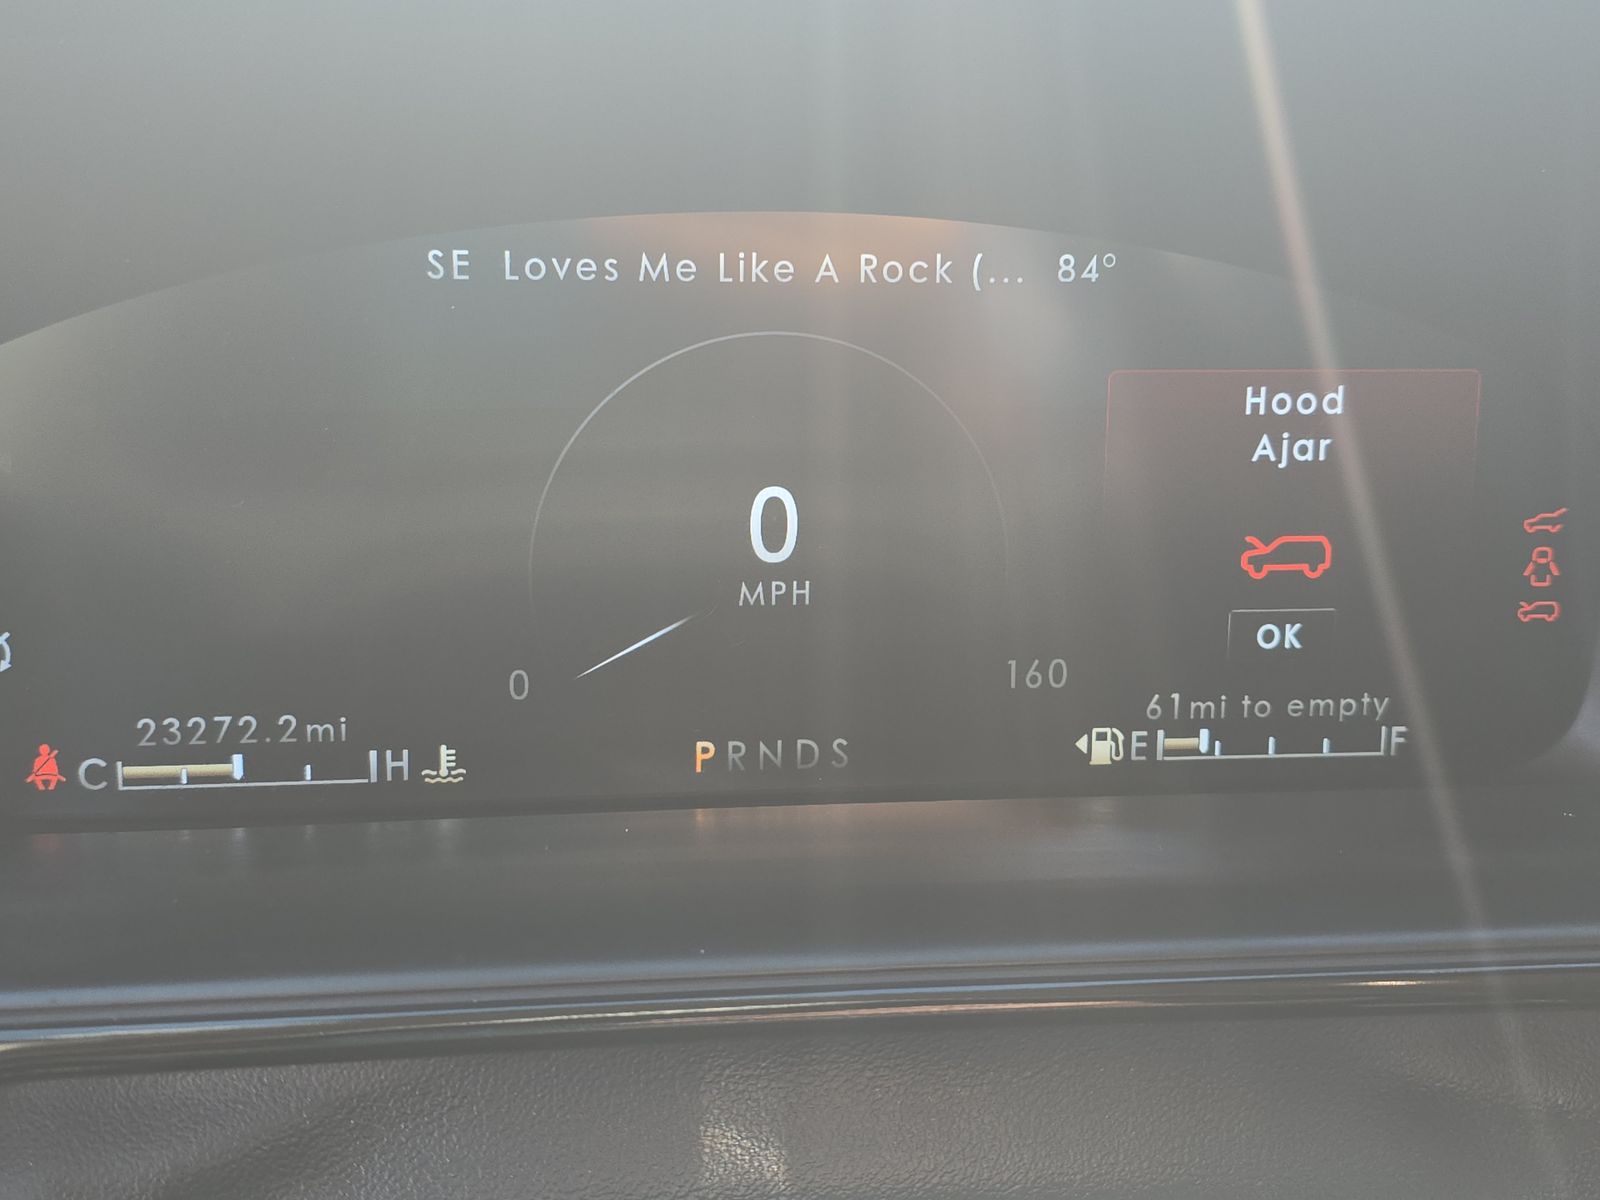 SE Loves Me Like A Rock (... 84°
Hood
Ajar
0
MPH
OK
0
160
61mi to empty
23272.2mi
C H
PRNDS
E F